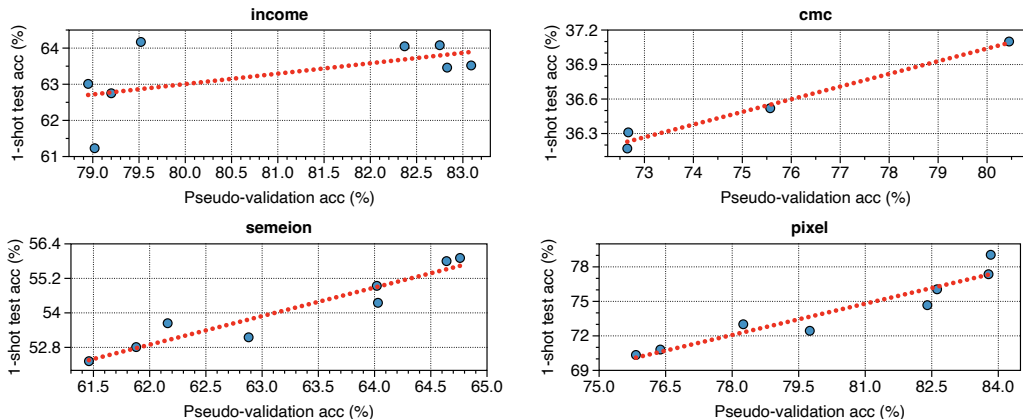 income
1-shot test acc (%)
64
63
62
61
79.0 79.5 80.0 80.5 81.0 81.5 82.0 82.5 83.0
Pseudo-validation acc (%)
cmc
1-shot test acc (%)
37.2
36.9
36.6
36.3
73 74 75 76 77 78 79 80
Pseudo-validation acc (%)
semeion
1-shot test acc (%)
56.4
55.2
54
52.8
61.5 62.0 62.5 63.0 63.5 64.0 64.5 65.0
Pseudo-validation acc (%)
pixel
1-shot test acc (%)
78
75
72
69
75.0 76.5 78.0 79.5 81.0 82.5 84.0
Pseudo-validation acc (%)